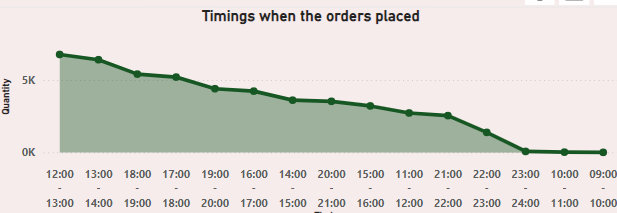 Timings when the orders placed
5K
0K
Quantity
12:00 13:00 18:00 17:00 19:00 16:00 14:00 20:00 15:00 11:00 21:00 22:00 23:00 10:00 09:00
- - - - - - - - - - - - - - -
13:00 14:00 19:00 18:00 20:00 17:00 15:00 21:00 16:00 12:00 22:00 23:00 24:00 11:00 10:00